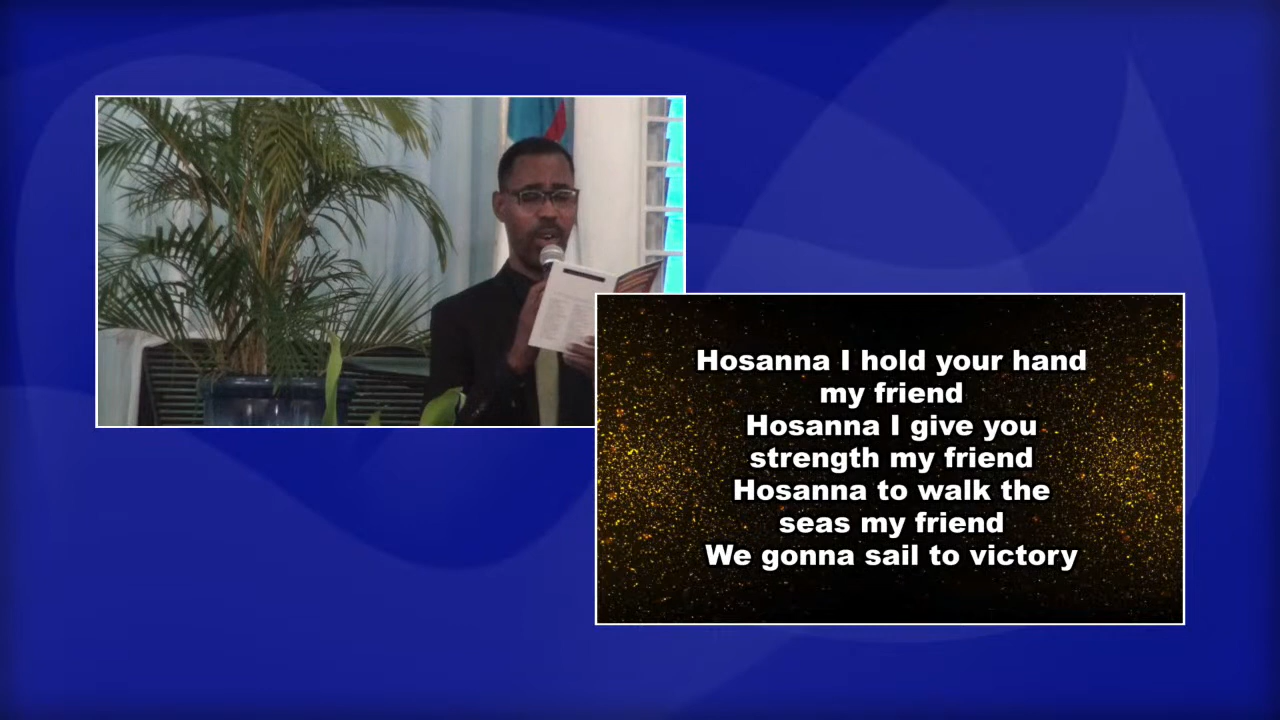 Hosanna I hold your hand
my friend
Hosanna I give you
strength my friend
Hosanna to walk the
seas my friend
We gonna sail to victory